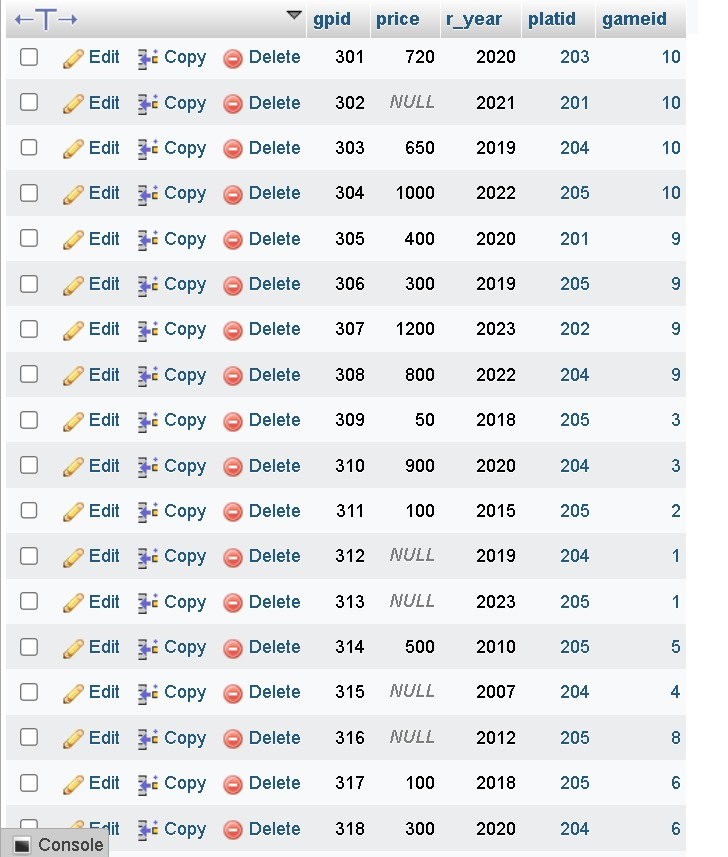 gpid price r_year platid gameid
Edit Copy Delete 301 720 2020 203 10
Edit Copy Delete 302 NULL 2021 201 10
Edit Copy Delete 303 650 2019 204 10
Edit Copy Delete 304 1000 2022 205 10
Edit Copy Delete 305 400 2020 201 9
Edit Copy Delete 306 300 2019 205 9
Edit Copy Delete 307 1200 2023 202 9
Edit Copy Delete 308 800 2022 204 9
Edit Copy Delete 309 50 2018 205 3
Edit Copy Delete 310 900 2020 204 3
Edit Copy Delete 311 100 2015 205 2
Edit Copy Delete 312 NULL 2019 204 1
Edit Copy Delete 313 NULL 2023 205 1
Edit Copy Delete 314 500 2010 205 5
Edit Copy Delete 315 NULL 2007 204 4
Edit Copy Delete 316 NULL 2012 205 8
Edit Copy Delete 317 100 2018 205 6
Edit Copy Delete 318 300 2020 204 6
Console